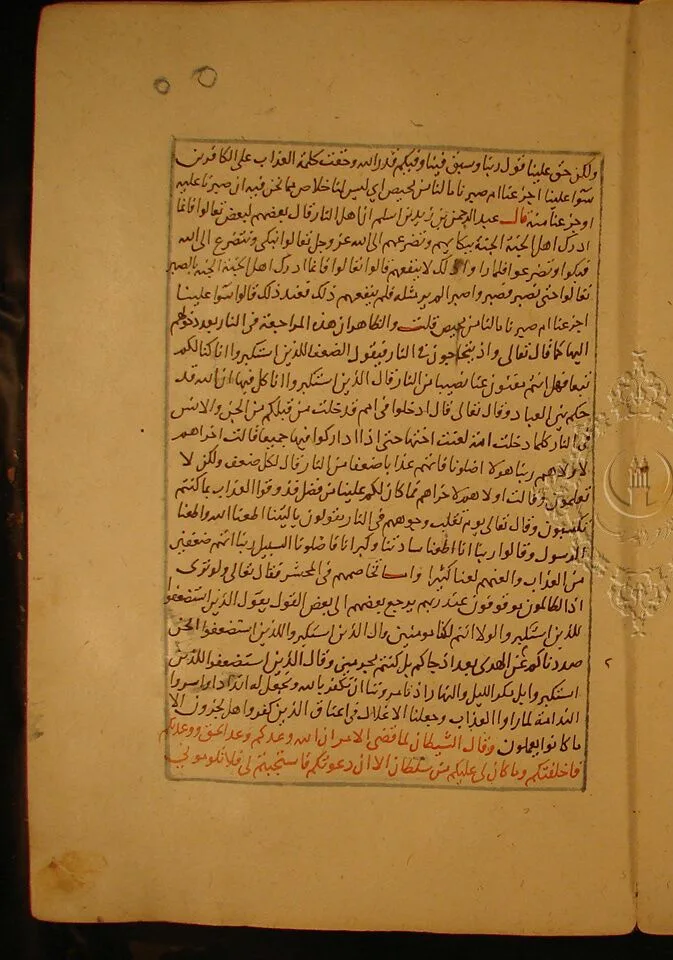 ولكن حق علينا قول ربنا وسبق فينا وفيكم قدر الله وحقت كلمة العذاب على الكافرين
سوآ علينا اجزعنا ام صبرنا مالنا من محيص اي ليس لنا خلاص مما نحن فيه ان صبرنا عليه
او جزعنا منه قال عبد الرحمن بن زيد بن اسلم ان اهل النار قال بعضهم لبعض تعالوا فانما
ادرك اهل الجنة الجنة ببكايهم وتضرعهم الى الله عز وجل تعالوا نبكي ونتضرع الى الله
فبكوا وتضرعوا فلما راوا ذلك لا ينفعهم قالوا تعالوا فانما ادرك اهل الجنة الجنة بالصبر
تعالوا حتى نصبر فصبروا صبرا لم ير مثله فلم ينفعهم ذلك فعند ذلك قالوا سوآ علينا
اجزعنا ام صبرنا مالنا من محيص قلت والظاهر ان هذه المراجعة في النار بعد دخولهم
اليها كما قال تعالى واذ يتحاجون في النار فيقول الضعفا للذين استكبروا انا كنا لكم
تبعا فهل انتم مغنون عنا نصيبا من النار قال الذين استكبروا انا كل فيها ان الله قد
حكم بين العباد وقال تعالى قال ادخلوا في امم قد خلت من قبلكم من الجن والانس
في النار كلما دخلت امة لعنت اختها حتى اذا اداركوا فيها جميعا قالت اخراهم
لاولاهم ربنا هولا اضلونا فاتهم عذابا ضعفا من النار قال لكل ضعف ولكن لا
تعلمون وقالت اولاهم لاخراهم فما كان لكم علينا من فضل فذوقوا العذاب بما كنتم
تكسبون وقال تعالى يوم تقلب وجوههم في النار يقولون ياليتنا اطعنا الله واطعنا
الرسول وقالوا ربنا انا اطعنا سادتنا وكبرانا فاضلونا السبيل ربنا اتهم ضعفين
من العذاب والعنهم لعنا كثيرا واما تخاصمهم في المحشر فقال تعالى ولو ترى
اذ الظالمون موقوفون عند ربهم يرجع بعضهم الى بعض القول يقول الذين استضعفوا
للذين استكبروا لولا انتم لكنا مومنين قال الذين استكبروا للذين استضعفوا انحن
صددناكم عن الهدى بعد اذ جاكم بل كنتم مجرمين وقال الذين استضعفوا للذين
استكبروا بل مكر الليل والنهار اذ تامروننا ان نكفر بالله ونجعل له اندادا واسروا
الندامة لما راوا العذاب وجعلنا الاغلال في اعناق الذين كفروا هل يجزون الا
ما كانوا يعملون وقال الشيطان لما قضي الامر ان الله وعدكم وعد الحق ووعدتكم
فاخلفتكم وما كان لي عليكم من سلطان الا ان دعوتكم فاستجبتم لي فلا تلوموني